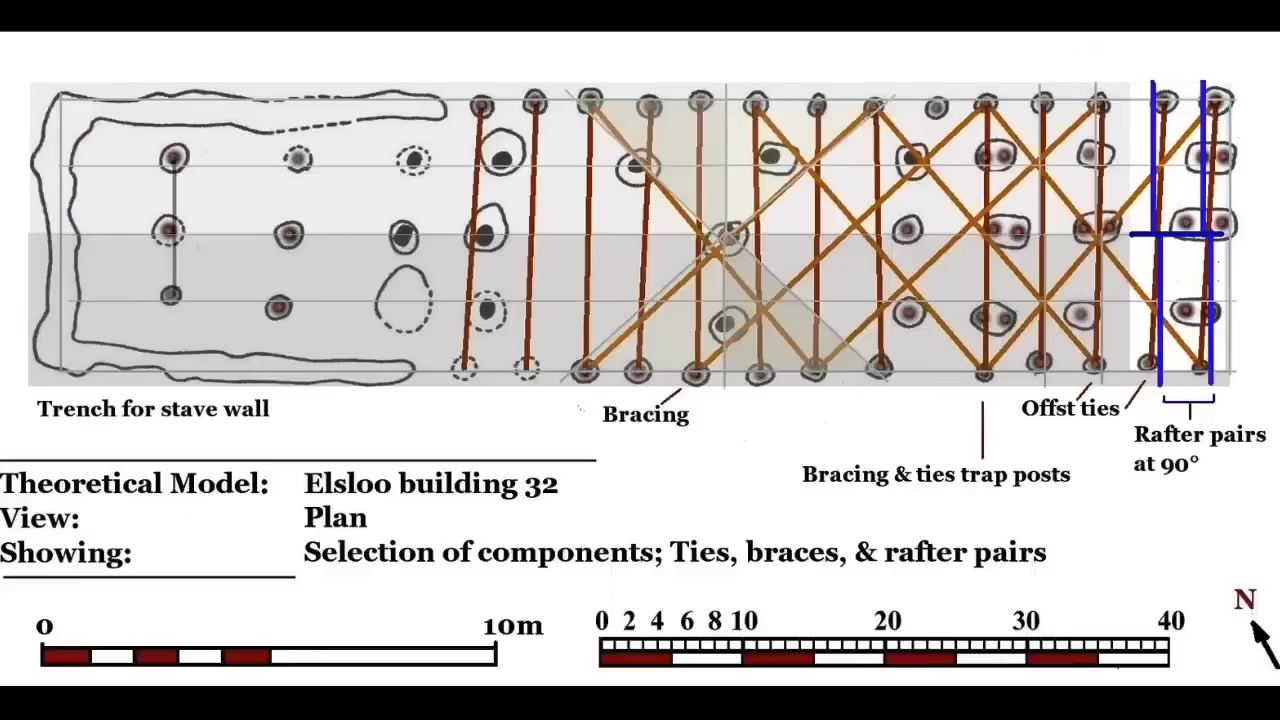 Trench for stave wall
Bracing
Offst ties
Rafter pairs
at 90°
Bracing & ties trap posts
Theoretical Model: Elsloo building 32
View: Plan
Showing: Selection of components; Ties, braces, & rafter pairs
N
0 10m
0 2 4 6 8 10 20 30 40